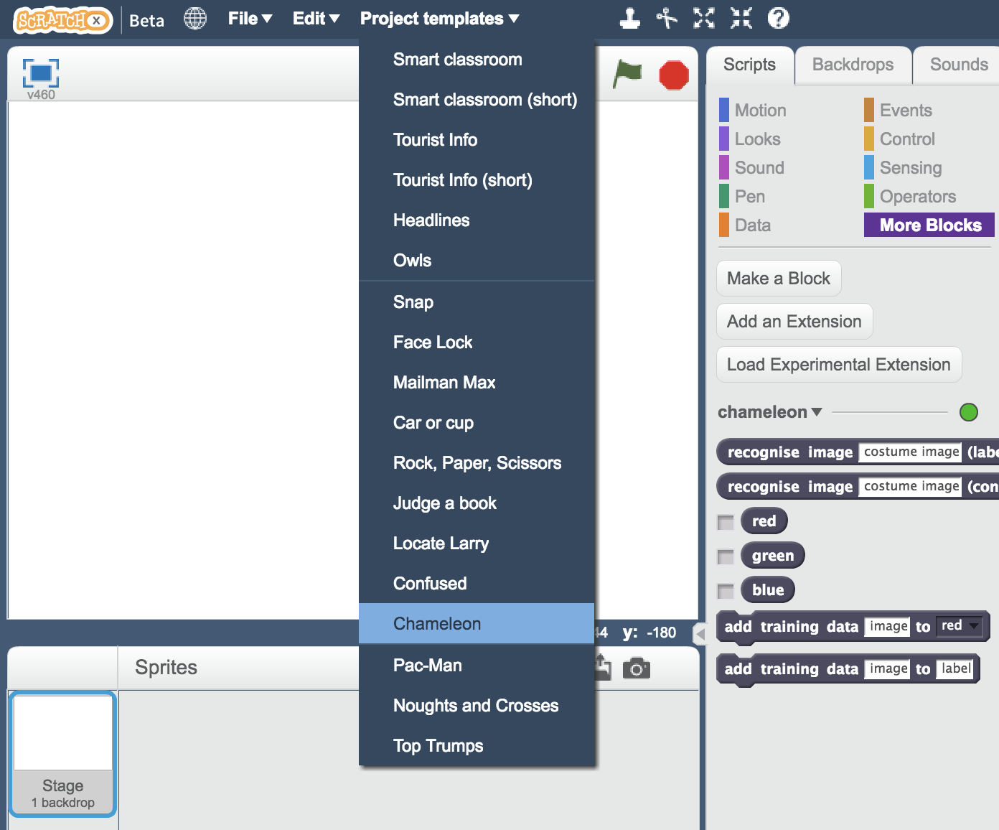 SCRATCHX Beta File Edit Project templates
v460
Smart classroom
Smart classroom (short)
Tourist Info
Tourist Info (short)
Headlines
Owls
Snap
Face Lock
Mailman Max
Car or cup
Rock, Paper, Scissors
Judge a book
Locate Larry
Confused
Chameleon
Pac-Man
Noughts and Crosses
Top Trumps
44 y: -180
Sprites
Stage
1 backdrop
Scripts Backdrops Sounds
Motion Events
Looks Control
Sound Sensing
Pen Operators
Data More Blocks
Make a Block
Add an Extension
Load Experimental Extension
chameleon
recognise image costume image (labe
recognise image costume image (con
red
green
blue
add training data image to red
add training data image to label